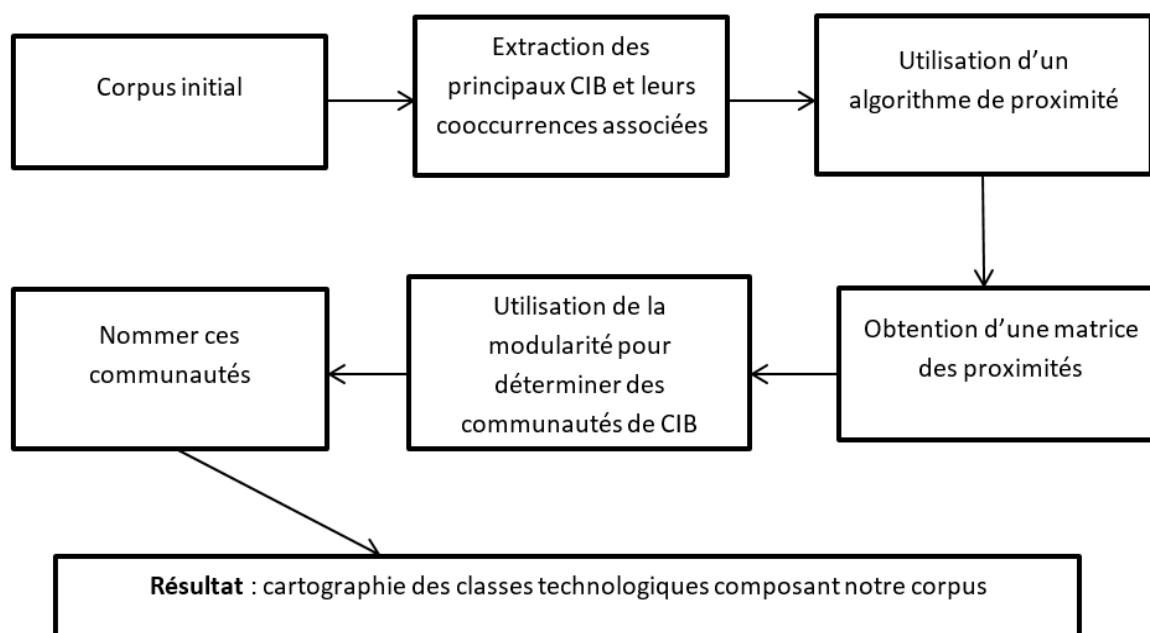 Corpus initial
Extraction des
principaux CIB et leurs
cooccurrences associées
Utilisation d’un
algorithme de proximité
Obtention d’une matrice
des proximités
Utilisation de la
modularité pour
déterminer des
communautés de CIB
Nommer ces
communautés
Résultat : cartographie des classes technologiques composant notre corpus